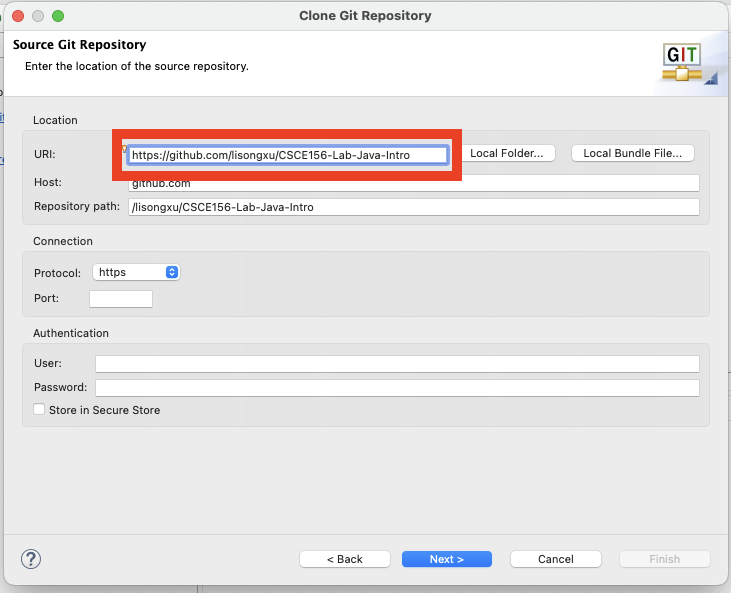 Clone Git Repository
Source Git Repository
Enter the location of the source repository.
GIT
Location
URI: https://github.com/lisongxu/CSCE156-Lab-Java-Intro Local Folder... Local Bundle File...
Host: github.com
Repository path: /lisongxu/CSCE156-Lab-Java-Intro
Connection
Protocol: https
Port:
Authentication
User:
Password:
Store in Secure Store
? < Back Next > Cancel Finish